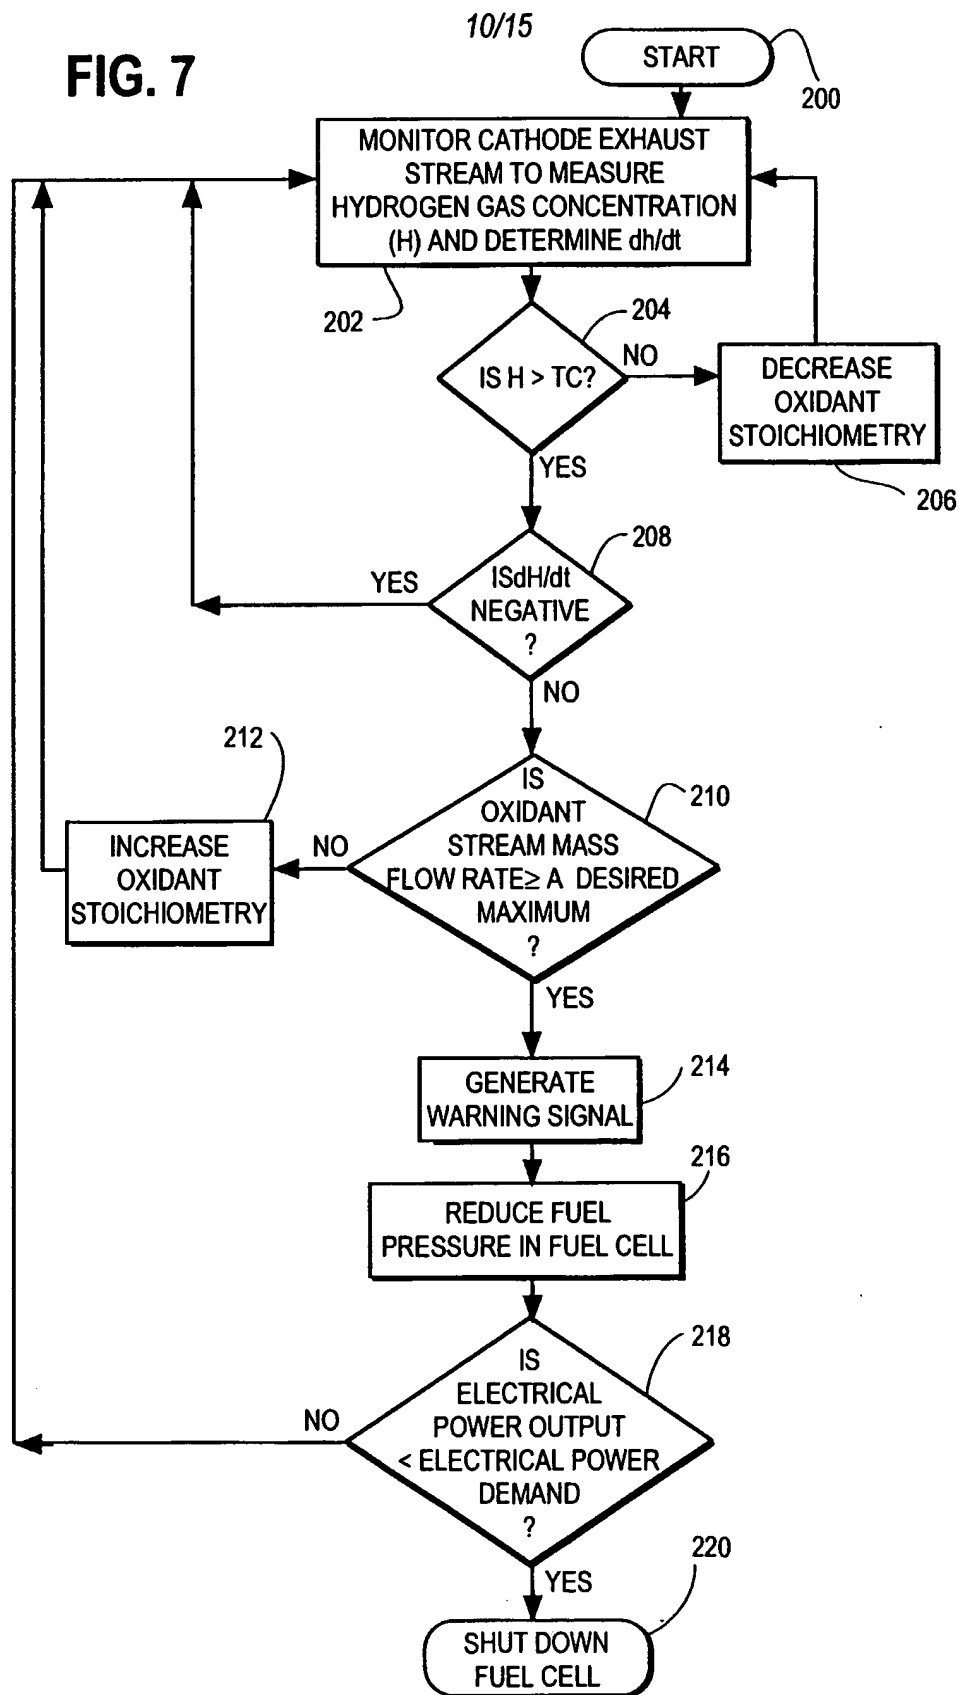 10/15
FIG. 7
START
200
MONITOR CATHODE EXHAUST
STREAM TO MEASURE
HYDROGEN GAS CONCENTRATION
(H) AND DETERMINE dh/dt
202
204
IS H > TC?
NO
DECREASE
OXIDANT
STOICHIOMETRY
206
YES
208
ISdH/dt
NEGATIVE
?
YES
NO
212
INCREASE
OXIDANT
STOICHIOMETRY
NO
IS
OXIDANT
STREAM MASS
FLOW RATE≥ A DESIRED
MAXIMUM
?
210
YES
GENERATE
WARNING SIGNAL
214
216
REDUCE FUEL
PRESSURE IN FUEL CELL
218
IS
ELECTRICAL
POWER OUTPUT
< ELECTRICAL POWER
DEMAND
?
NO
YES
220
SHUT DOWN
FUEL CELL